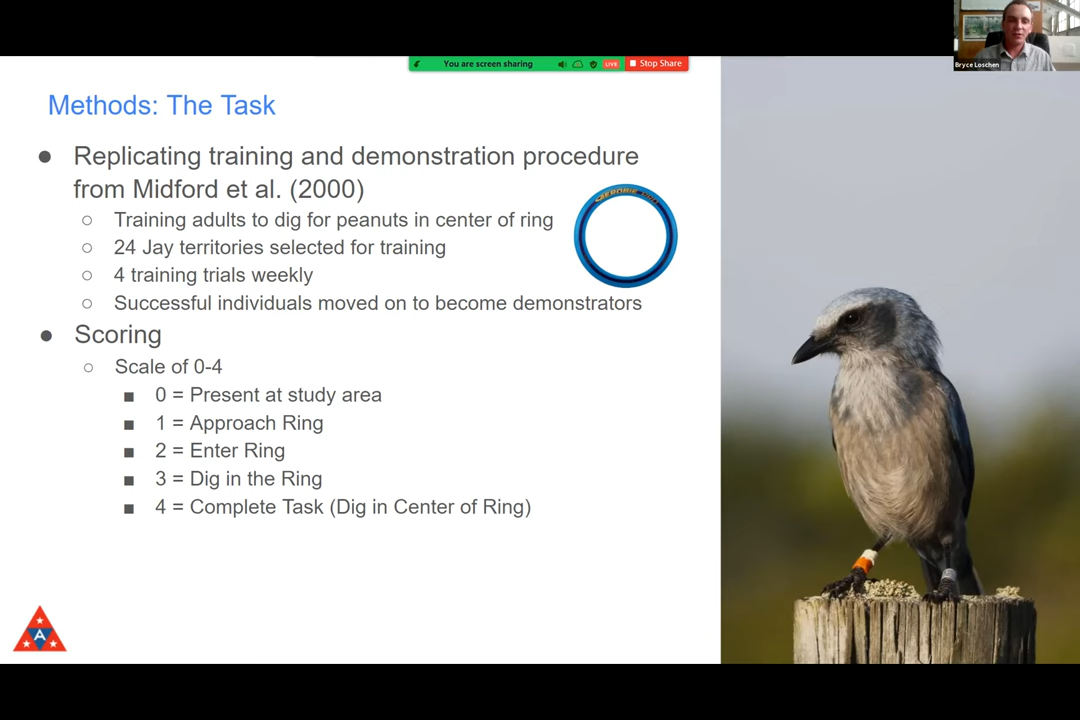 Bryce Loschen
You are screen sharing
LIVE
Stop Share
Methods: The Task
● Replicating training and demonstration procedure
from Midford et al. (2000)
○ Training adults to dig for peanuts in center of ring
○ 24 Jay territories selected for training
○ 4 training trials weekly
○ Successful individuals moved on to become demonstrators
AEROBIE
● Scoring
○ Scale of 0-4
■ 0 = Present at study area
■ 1 = Approach Ring
■ 2 = Enter Ring
■ 3 = Dig in the Ring
■ 4 = Complete Task (Dig in Center of Ring)
A